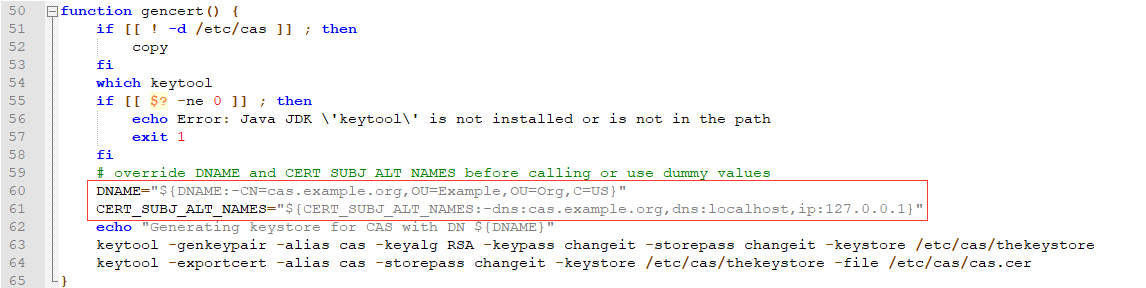 50 function gencert() {
51 if [[ ! -d /etc/cas ]] ; then
52 copy
53 fi
54 which keytool
55 if [[ $? -ne 0 ]] ; then
56 echo Error: Java JDK \'keytool\' is not installed or is not in the path
57 exit 1
58 fi
59 # override DNAME and CERT_SUBJ_ALT_NAMES before calling or use dummy values
60 DNAME="${DNAME:-CN=cas.example.org,OU=Example,OU=Org,C=US}"
61 CERT_SUBJ_ALT_NAMES="${CERT_SUBJ_ALT_NAMES:-dns:cas.example.org,dns:localhost,ip:127.0.0.1}"
62 echo "Generating keystore for CAS with DN ${DNAME}"
63 keytool -genkeypair -alias cas -keyalg RSA -keypass changeit -storepass changeit -keystore /etc/cas/thekeystore
64 keytool -exportcert -alias cas -storepass changeit -keystore /etc/cas/thekeystore -file /etc/cas/cas.cer
65 }